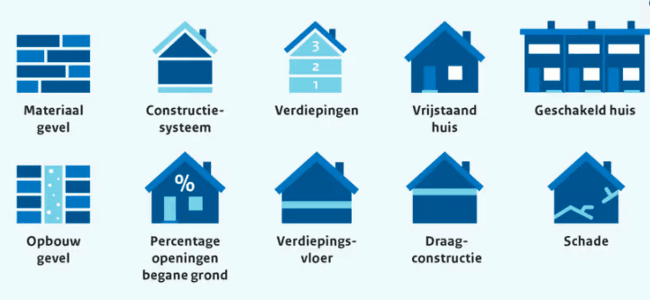 3
2
1
Materiaal
gevel
Constructie-
systeem
Verdiepingen
Vrijstaand
huis
Geschakeld huis
%
Opbouw
gevel
Percentage
openingen
begane grond
Verdiepings-
vloer
Draag-
constructie
Schade